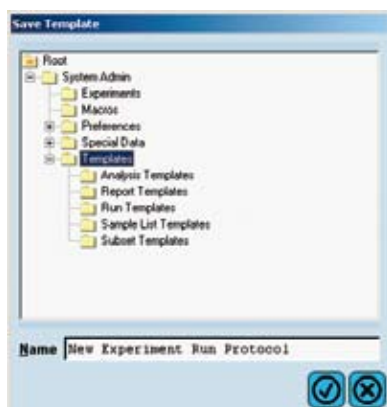 Save Template
Root
System Admin
Experiments
Macros
Preferences
Special Data
Templates
Analysis Templates
Report Templates
Run Templates
Sample List Templates
Subset Templates
Name New Experiment Run Protocol